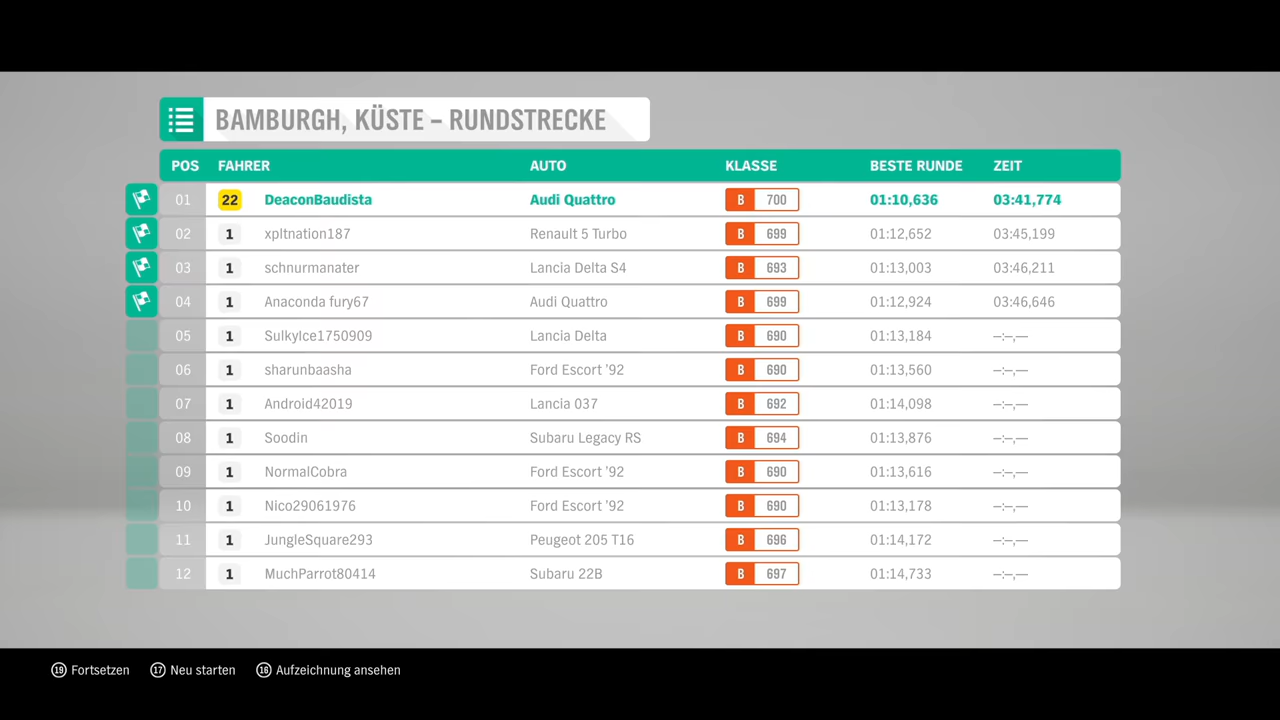 BAMBURGH, KÜSTE – RUNDSTRECKE
POS FAHRER AUTO KLASSE BESTE RUNDE ZEIT
01 22 DeaconBaudista Audi Quattro B 700 01:10,636 03:41,774
02 1 xpltnation187 Renault 5 Turbo B 699 01:12,652 03:45,199
03 1 schnurmanater Lancia Delta S4 B 693 01:13,003 03:46,211
04 1 Anaconda fury67 Audi Quattro B 699 01:12,924 03:46,646
05 1 SulkyIce1750909 Lancia Delta B 690 01:13,184 –:–,—
06 1 sharunbaasha Ford Escort '92 B 690 01:13,560 –:–,—
07 1 Android42019 Lancia 037 B 692 01:14,098 –:–,—
08 1 Soodin Subaru Legacy RS B 694 01:13,876 –:–,—
09 1 NormalCobra Ford Escort '92 B 690 01:13,616 –:–,—
10 1 Nico29061976 Ford Escort '92 B 690 01:13,178 –:–,—
11 1 JungleSquare293 Peugeot 205 T16 B 696 01:14,172 –:–,—
12 1 MuchParrot80414 Subaru 22B B 697 01:14,733 –:–,—
19 Fortsetzen 17 Neu starten 16 Aufzeichnung ansehen